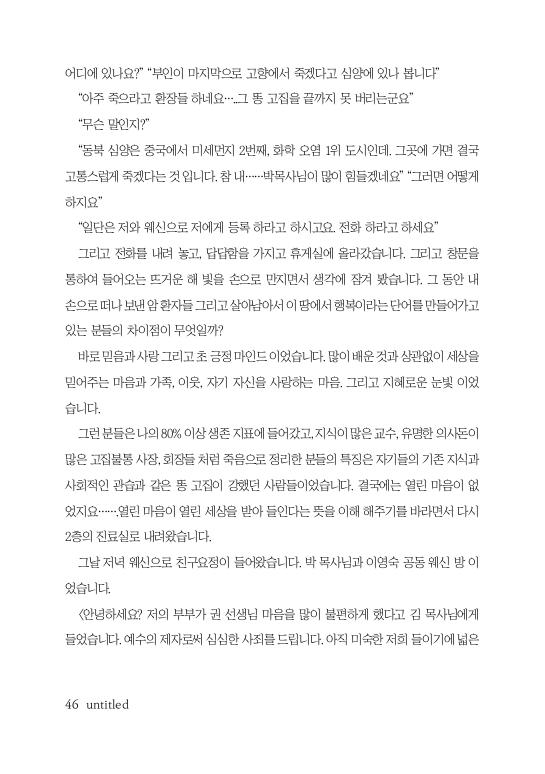 어디에 있나요?” “부인이 마지막으로 고향에서 죽겠다고 심양에 있나 봅니다”
“아주 죽으라고 환장들 하네요…...그 똥 고집을 끝까지 못 버리는군요”
“무슨 말인지?”
“동북 심양은 중국에서 미세먼지 2번째, 화학 오염 1위 도시인데. 그곳에 가면 결국
고통스럽게 죽겠다는 것 입니다. 참 내……박목사님이 많이 힘들겠네요” “그러면 어떻게
하지요”
“일단은 저와 웨신으로 저에게 등록 하라고 하시고요. 전화 하라고 하세요”
그리고 전화를 내려 놓고, 답답함을 가지고 휴게실에 올라갔습니다. 그리고 창문을
통하여 들어오는 뜨거운 해 빛을 손으로 만지면서 생각에 잠겨 봤습니다. 그 동안 내
손으로 떠나 보낸 암 환자들 그리고 살아남아서 이 땅에서 행복이라는 단어를 만들어가고
있는 분들의 차이점이 무엇일까?
바로 믿음과 사랑 그리고 초 긍정 마인드 이었습니다. 많이 배운 것과 상관없이 세상을
믿어주는 마음과 가족, 이웃, 자기 자신을 사랑하는 마음. 그리고 지혜로운 눈빛 이었
습니다.
그런 분들은 나의 80% 이상 생존 지표에 들어갔고, 지식이 많은 교수, 유명한 의사돈이
많은 고집불통 사장, 회장들 처럼 죽음으로 정리한 분들의 특징은 자기들의 기존 지식과
사회적인 관습과 같은 똥 고집이 강했던 사람들이었습니다. 결국에는 열린 마음이 없
었지요…….열린 마음이 열린 세상을 받아 들인다는 뜻을 이해 해주기를 바라면서 다시
2층의 진료실로 내려왔습니다.
그날 저녁 웨신으로 친구요정이 들어왔습니다. 박 목사님과 이영숙 공동 웨신 방 이
었습니다.
〈안녕하세요? 저의 부부가 권 선생님 마음을 많이 불편하게 했다고 김 목사님에게
들었습니다. 예수의 제자로써 심심한 사죄를 드립니다. 아직 미숙한 저희 들이기에 넓은
46 untitled